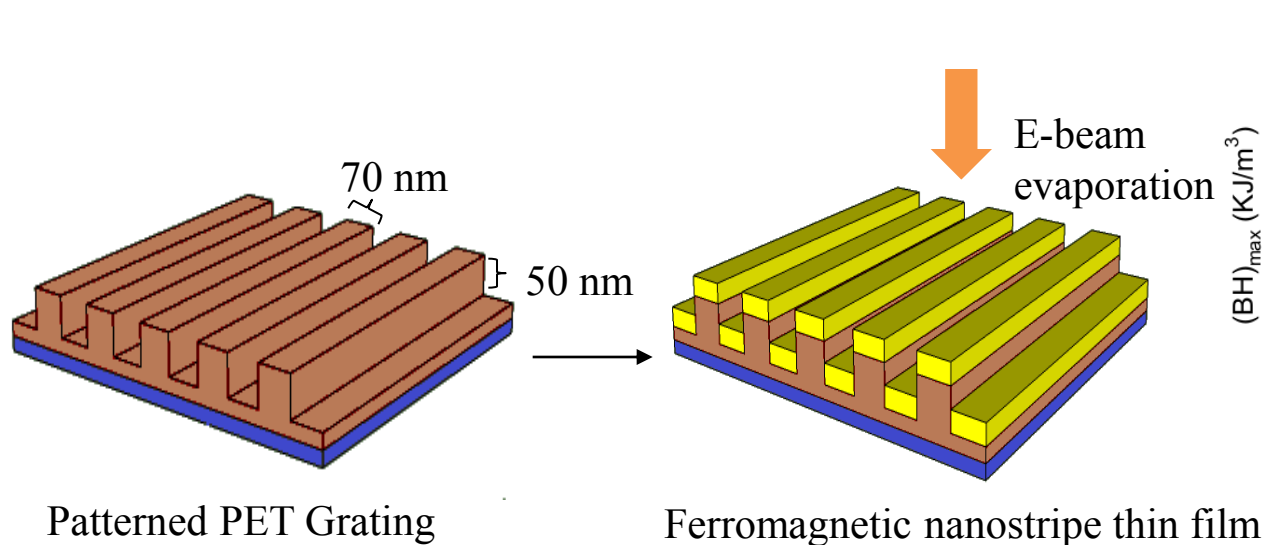 70 nm
50 nm
E-beam
evaporation
(BH)max (KJ/m³)
Patterned PET Grating
Ferromagnetic nanostripe thin film